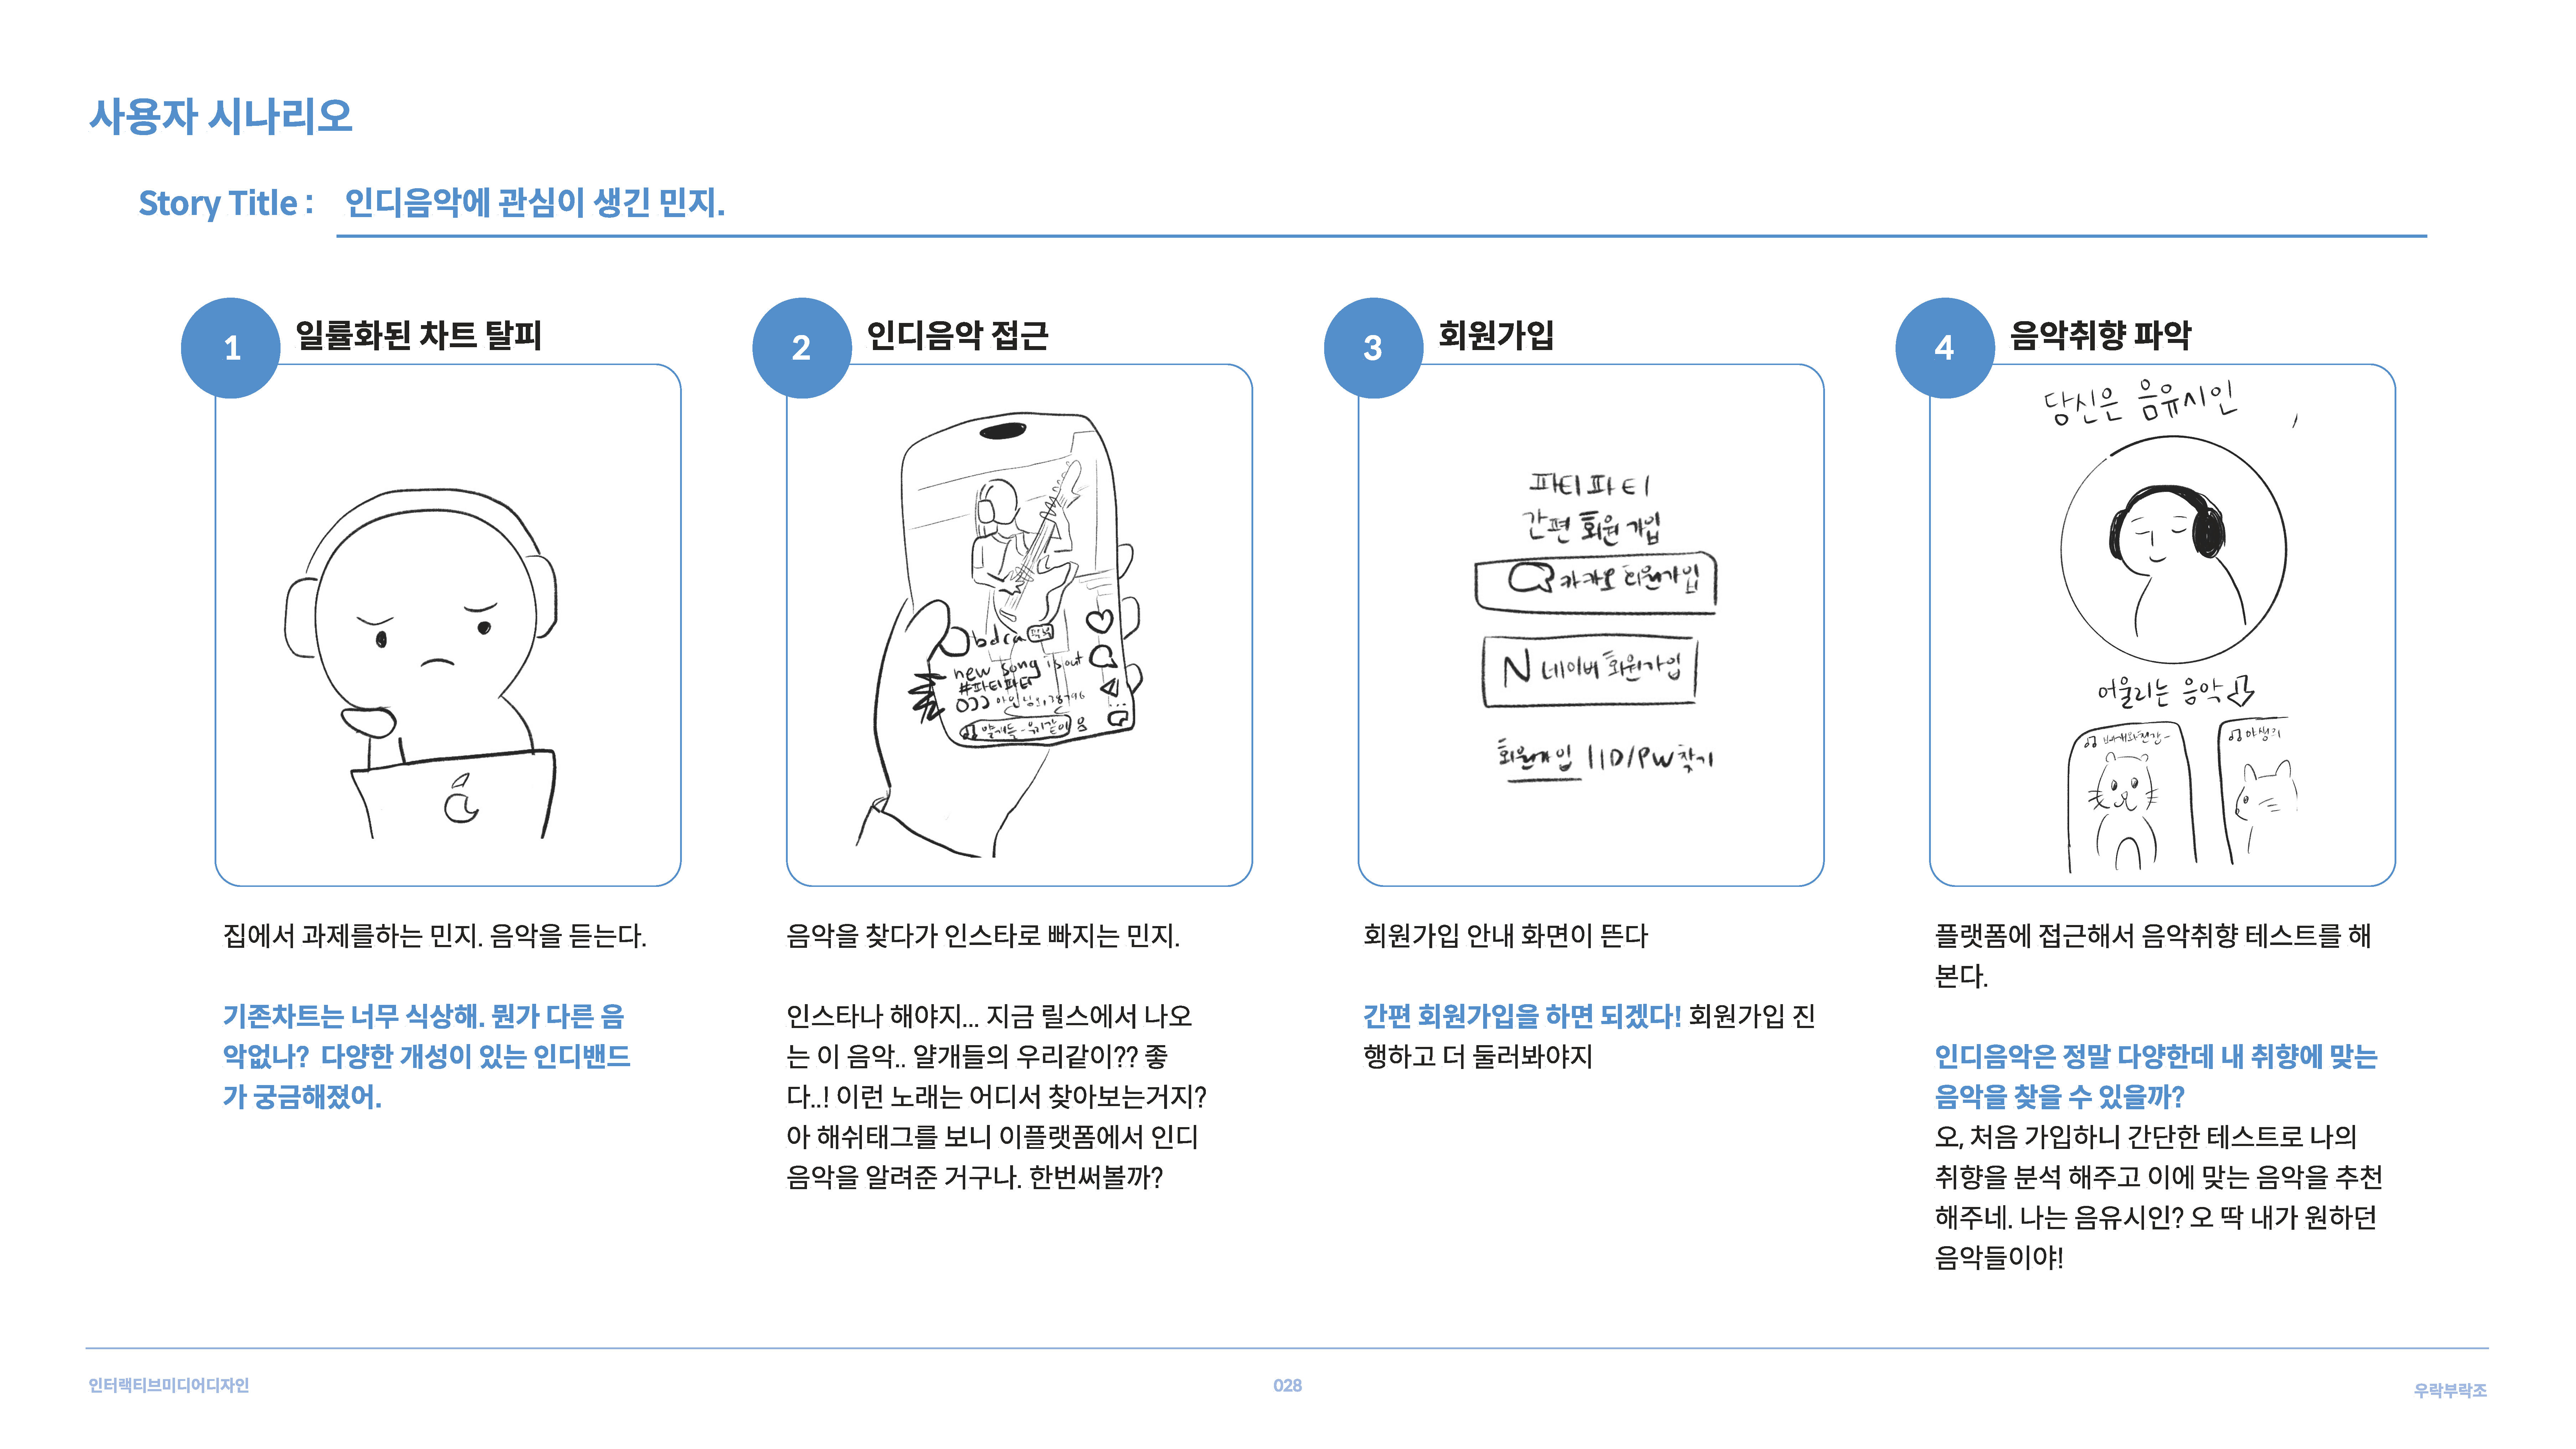 사용자 시나리오
Story Title : 인디음악에 관심이 생긴 민지.
1 일률화된 차트 탈피
집에서 과제를하는 민지. 음악을 듣는다.
기존차트는 너무 식상해. 뭔가 다른 음
악없나? 다양한 개성이 있는 인디밴드
가 궁금해졌어.
2 인디음악 접근
bdca
new song is out
#파티파티
음악을 찾다가 인스타로 빠지는 민지.
인스타나 해야지... 지금 릴스에서 나오
는 이 음악.. 얄개들의 우리같이?? 좋
다..! 이런 노래는 어디서 찾아보는거지?
아 해쉬태그를 보니 이플랫폼에서 인디
음악을 알려준 거구나. 한번써볼까?
3 회원가입
파티파티
간편 회원가입
카카오 회원가입
N 네이버 회원가입
회원가입 | ID/PW 찾기
회원가입 안내 화면이 뜬다
간편 회원가입을 하면 되겠다! 회원가입 진
행하고 더 둘러봐야지
4 음악취향 파악
당신은 음유시인
어울리는 음악
플랫폼에 접근해서 음악취향 테스트를 해
본다.
인디음악은 정말 다양한데 내 취향에 맞는
음악을 찾을 수 있을까?
오, 처음 가입하니 간단한 테스트로 나의
취향을 분석 해주고 이에 맞는 음악을 추천
해주네. 나는 음유시인? 오 딱 내가 원하던
음악들이야!
인터랙티브미디어디자인
028
우락부락조